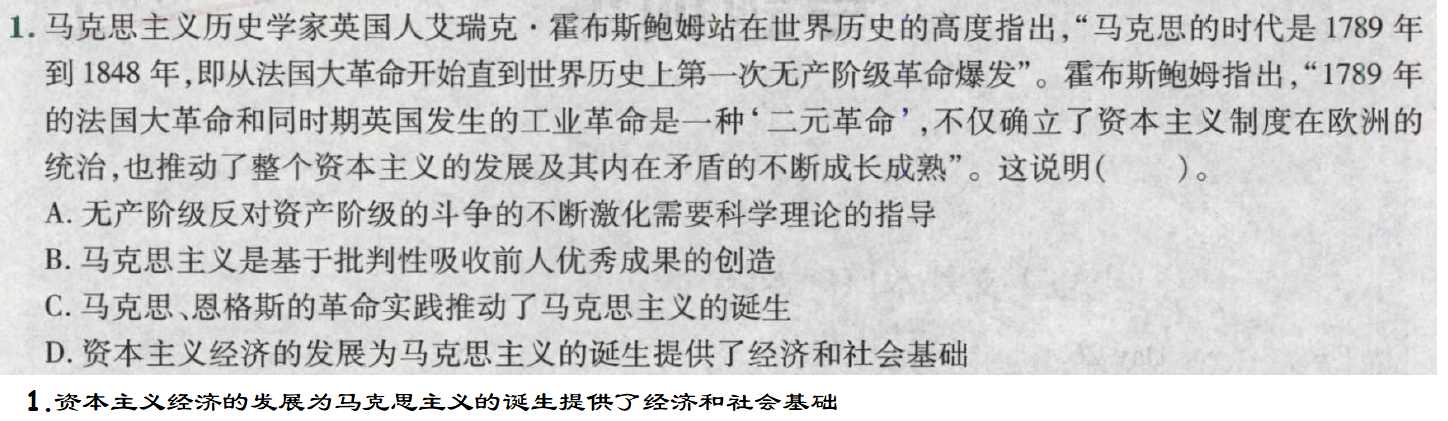 1. 马克思主义历史学家英国人艾瑞克·霍布斯鲍姆站在世界历史的高度指出,“马克思的时代是 1789 年
到 1848 年,即从法国大革命开始直到世界历史上第一次无产阶级革命爆发”。霍布斯鲍姆指出,“1789 年
的法国大革命和同时期英国发生的工业革命是一种‘二元革命’,不仅确立了资本主义制度在欧洲的
统治,也推动了整个资本主义的发展及其内在矛盾的不断成长成熟”。这说明(  )。
A. 无产阶级反对资产阶级的斗争的不断激化需要科学理论的指导
B. 马克思主义是基于批判性吸收前人优秀成果的创造
C. 马克思、恩格斯的革命实践推动了马克思主义的诞生
D. 资本主义经济的发展为马克思主义的诞生提供了经济和社会基础
1.资本主义经济的发展为马克思主义的诞生提供了经济和社会基础